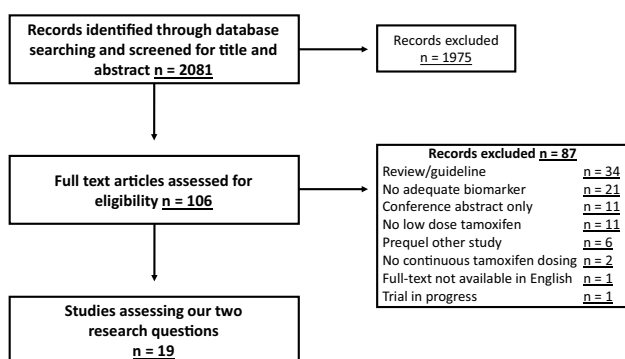 Records identified through database
searching and screened for title and
abstract n = 2081
Records excluded
n = 1975
Full text articles assessed for
eligibility n = 106
Records excluded n = 87
Review/guideline n = 34
No adequate biomarker n = 21
Conference abstract only n = 11
No low dose tamoxifen n = 11
Prequel other study n = 6
No continuous tamoxifen dosing n = 2
Full-text not available in English n = 1
Trial in progress n = 1
Studies assessing our two
research questions
n = 19